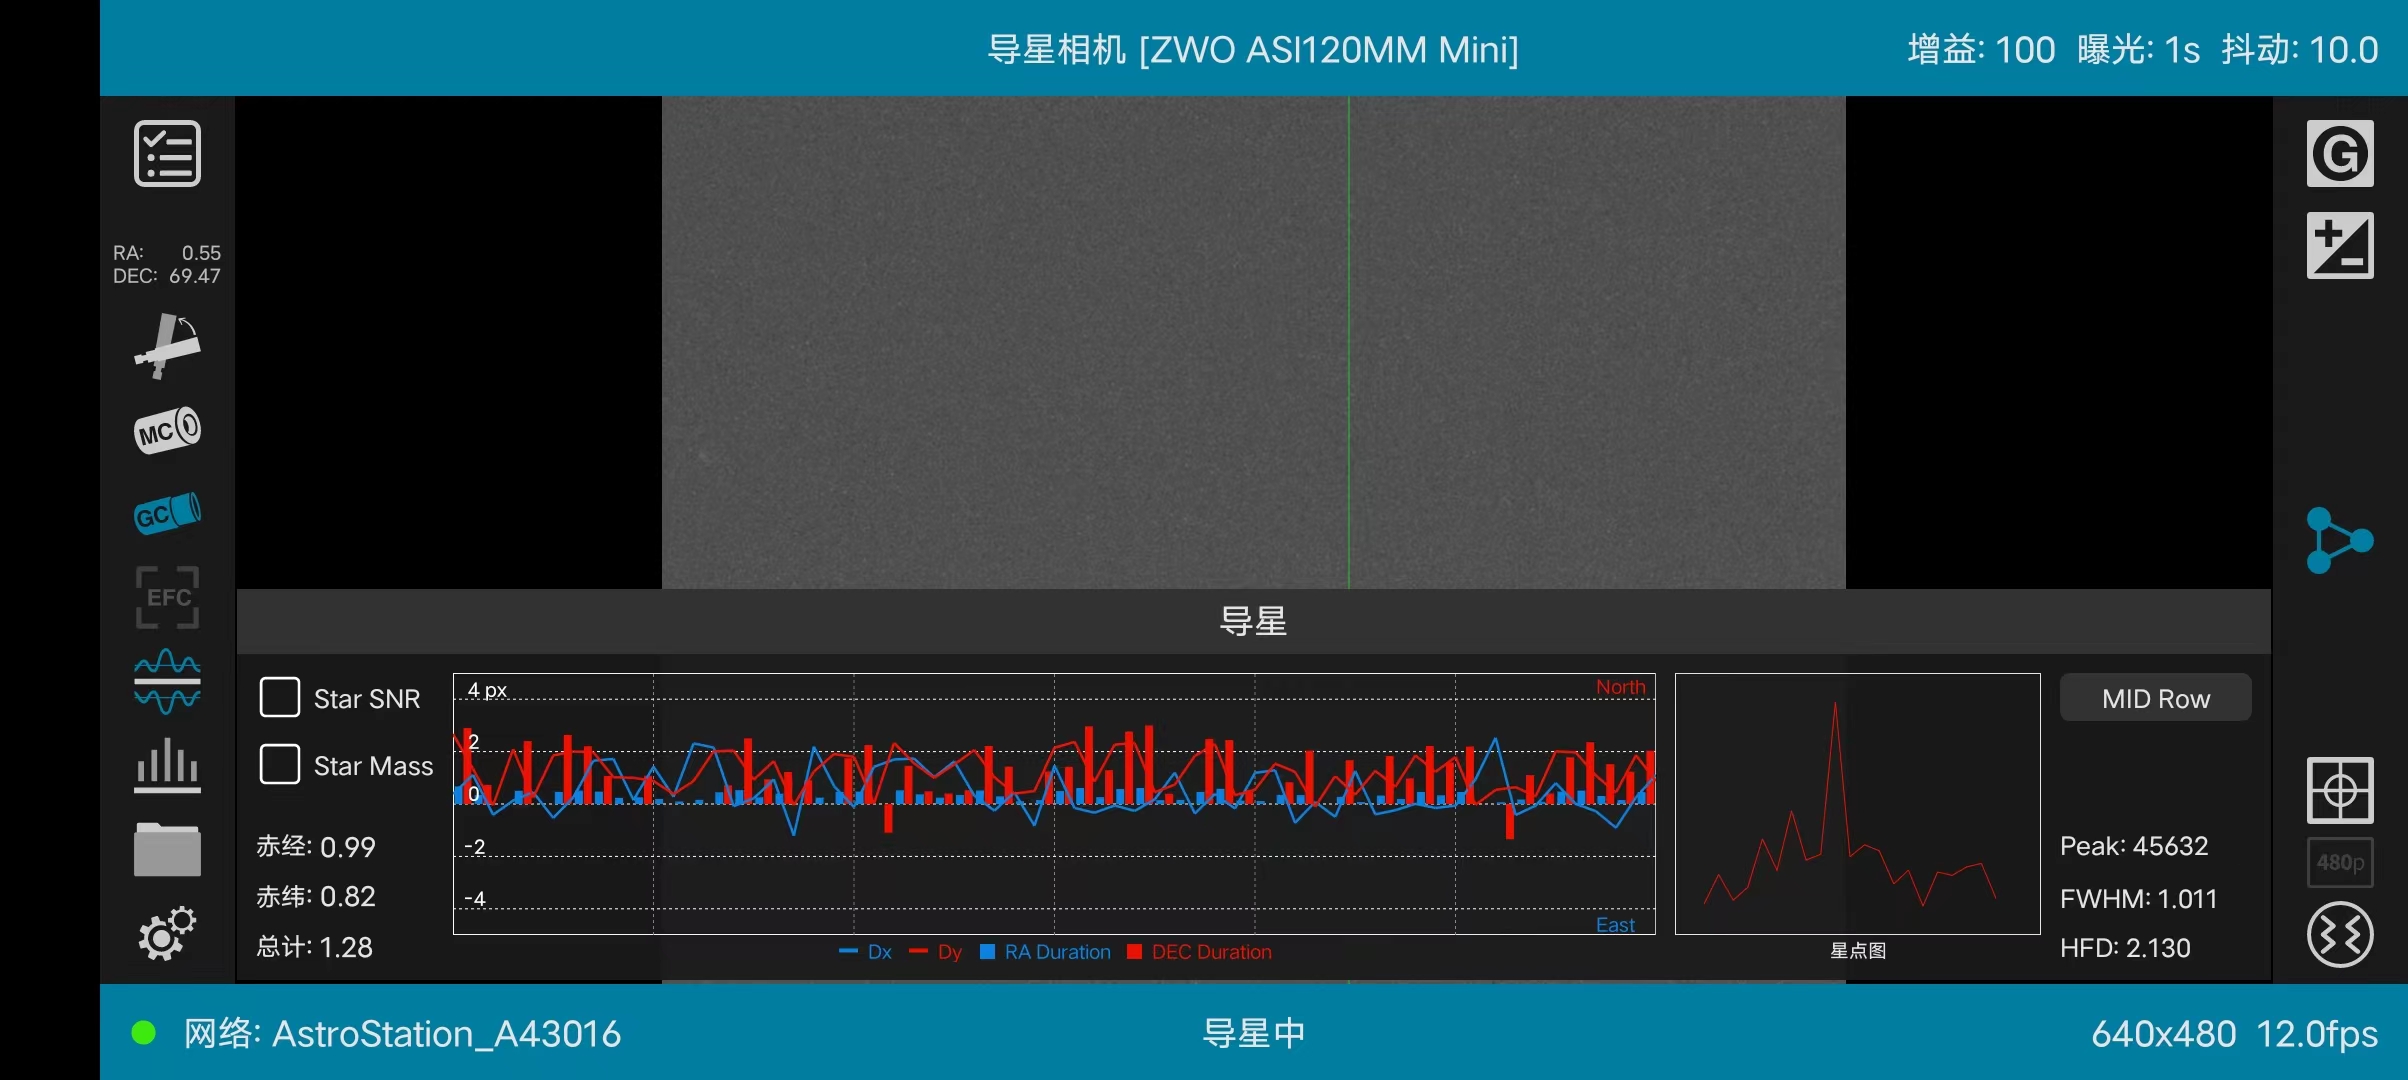 导星相机 [ZWO ASI120MM Mini]
增益: 100 曝光: 1s 抖动: 10.0
RA: 0.55
DEC: 69.47
MC
GC
EFC
G
导星
Star SNR
Star Mass
赤经: 0.99
赤纬: 0.82
总计: 1.28
4 px
2
0
-2
-4
North
East
Dx Dy RA Duration DEC Duration
星点图
MID Row
Peak: 45632
FWHM: 1.011
HFD: 2.130
480p
网络: AstroStation_A43016
导星中
640x480 12.0fps